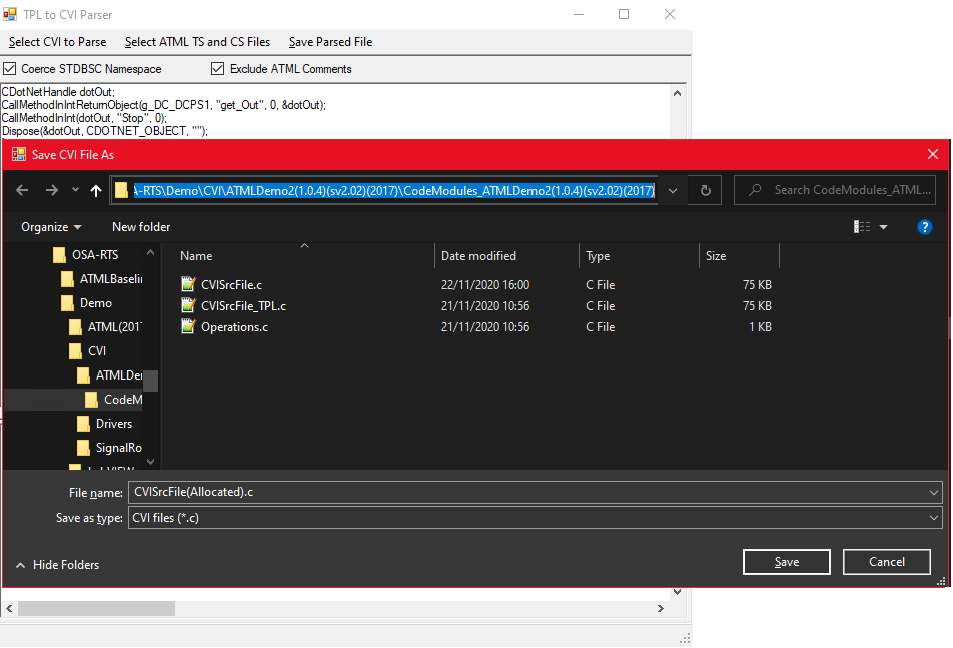 TPL to CVI Parser
Select CVI to Parse Select ATML TS and CS Files Save Parsed File
Coerce STDBSC Namespace Exclude ATML Comments
CDotNetHandle dotOut;
CallMethodInIntReturnObject(g_DC_DCPS1, "get_Out", 0, &dotOut);
CallMethodInInt(dotOut, "Stop", 0);
Dispose(&dotOut, CDOTNET_OBJECT, "");
Save CVI File As
A-RTS\Demo\CVI\ATMLDemo2(1.0.4)(sv2.02)(2017)\CodeModules_ATMLDemo2(1.0.4)(sv2.02)(2017) Search CodeModules_ATML...
Organize New folder
Name Date modified Type Size
OSA-RTS
ATMLBaselin
Demo
ATML(201
CVI
ATMLDe
CodeM
Drivers
SignalRo
CVISrcFile.c 22/11/2020 16:00 C File 75 KB
CVISrcFile_TPL.c 21/11/2020 10:56 C File 75 KB
Operations.c 21/11/2020 10:56 C File 1 KB
File name: CVISrcFile(Allocated).c
Save as type: CVI files (*.c)
Hide Folders Save Cancel